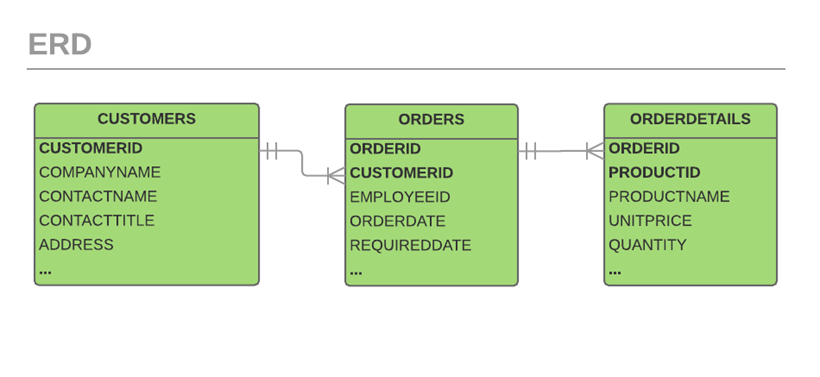 ERD
CUSTOMERS
CUSTOMERID
COMPANYNAME
CONTACTNAME
CONTACTTITLE
ADDRESS
...
ORDERS
ORDERID
CUSTOMERID
EMPLOYEEID
ORDERDATE
REQUIREDDATE
...
ORDERDETAILS
ORDERID
PRODUCTID
PRODUCTNAME
UNITPRICE
QUANTITY
...